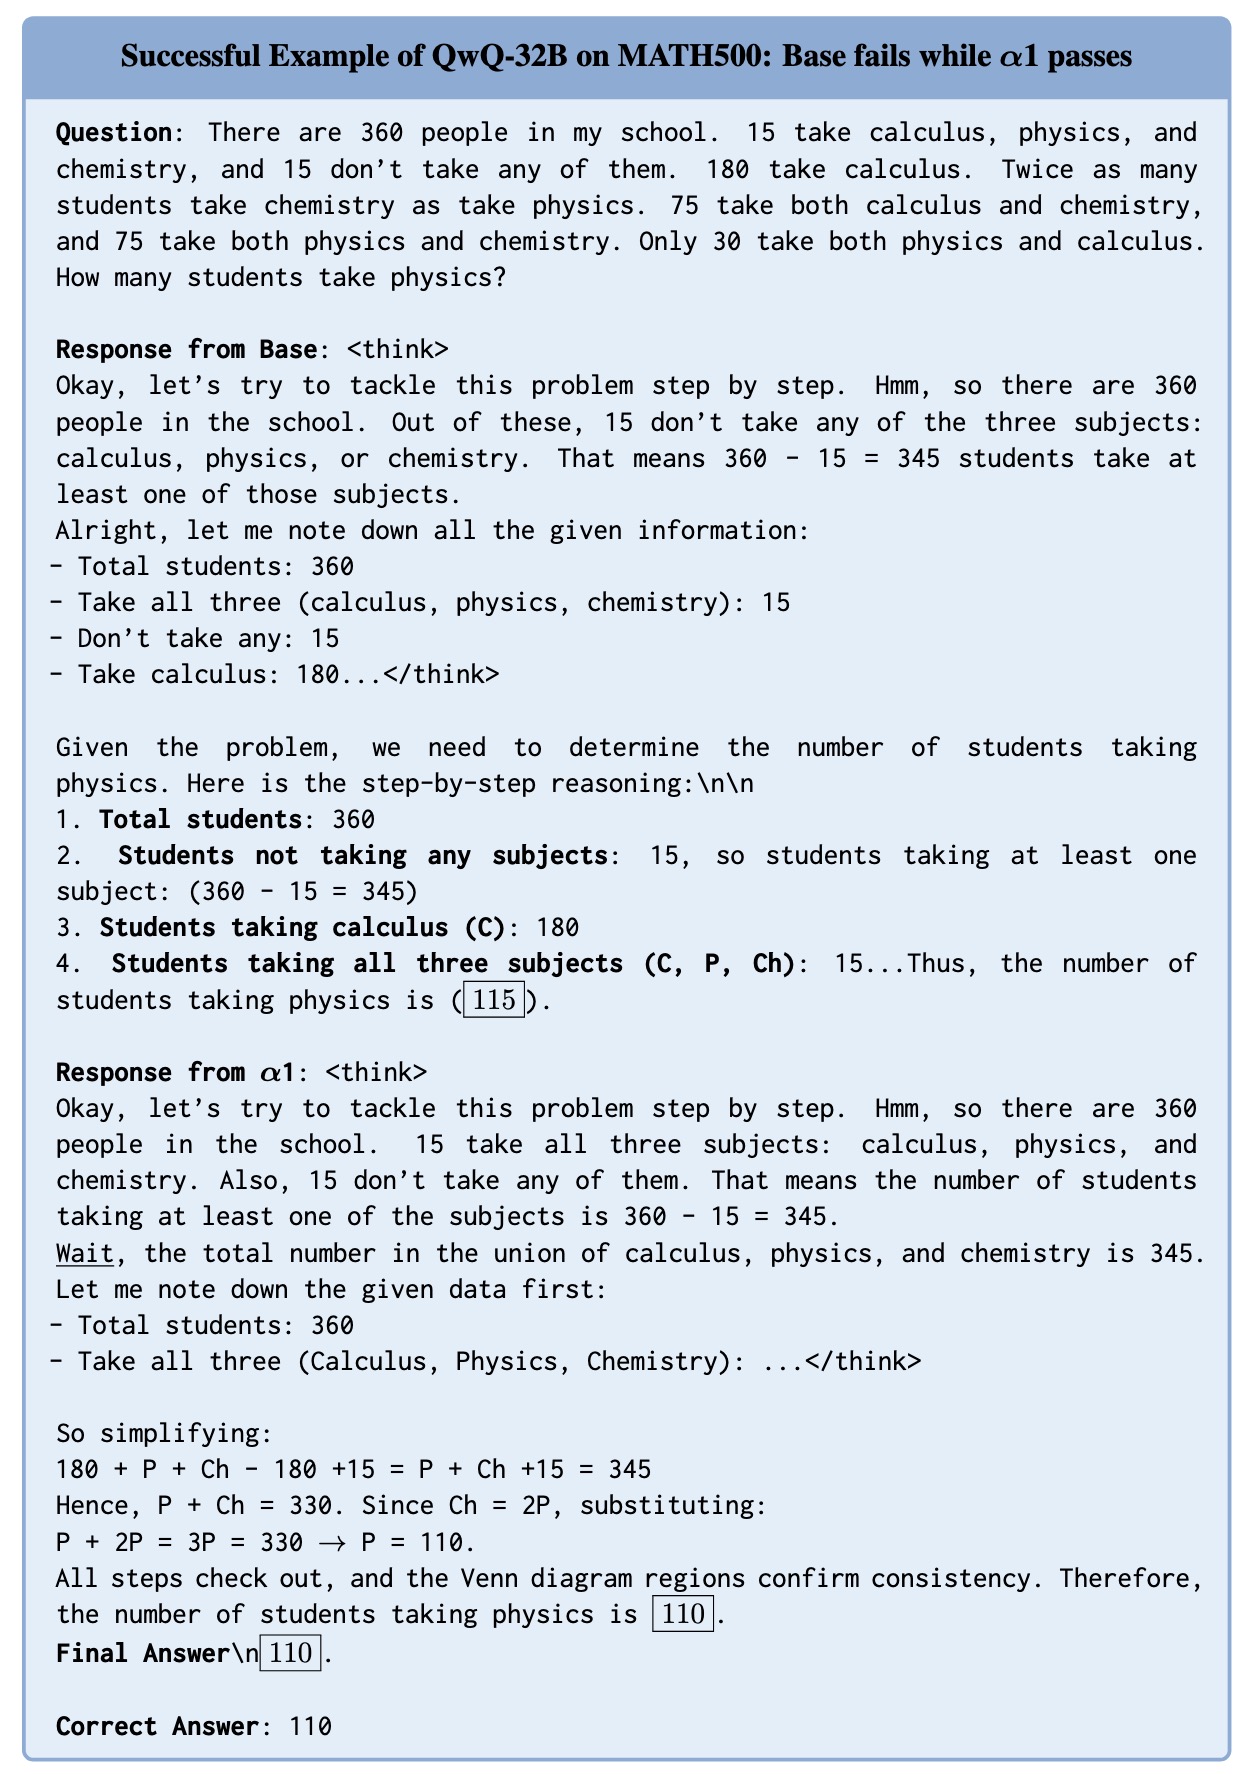 Successful Example of QwQ-32B on MATH500: Base fails while α1 passes
Question: There are 360 people in my school. 15 take calculus, physics, and
chemistry, and 15 don’t take any of them. 180 take calculus. Twice as many
students take chemistry as take physics. 75 take both calculus and chemistry,
and 75 take both physics and chemistry. Only 30 take both physics and calculus.
How many students take physics?
Response from Base: <think>
Okay, let’s try to tackle this problem step by step. Hmm, so there are 360
people in the school. Out of these, 15 don’t take any of the three subjects:
calculus, physics, or chemistry. That means 360 - 15 = 345 students take at
least one of those subjects.
Alright, let me note down all the given information:
- Total students: 360
- Take all three (calculus, physics, chemistry): 15
- Don’t take any: 15
- Take calculus: 180...</think>
Given the problem, we need to determine the number of students taking
physics. Here is the step-by-step reasoning:\n\n
1. Total students: 360
2. Students not taking any subjects: 15, so students taking at least one
subject: (360 - 15 = 345)
3. Students taking calculus (C): 180
4. Students taking all three subjects (C, P, Ch): 15...Thus, the number of
students taking physics is (115).
Response from α1: <think>
Okay, let’s try to tackle this problem step by step. Hmm, so there are 360
people in the school. 15 take all three subjects: calculus, physics, and
chemistry. Also, 15 don’t take any of them. That means the number of students
taking at least one of the subjects is 360 - 15 = 345.
Wait, the total number in the union of calculus, physics, and chemistry is 345.
Let me note down the given data first:
- Total students: 360
- Take all three (Calculus, Physics, Chemistry): ...</think>
So simplifying:
180 + P + Ch - 180 +15 = P + Ch +15 = 345
Hence, P + Ch = 330. Since Ch = 2P, substituting:
P + 2P = 3P = 330 → P = 110.
All steps check out, and the Venn diagram regions confirm consistency. Therefore,
the number of students taking physics is 110.
Final Answer\n110.
Correct Answer: 110